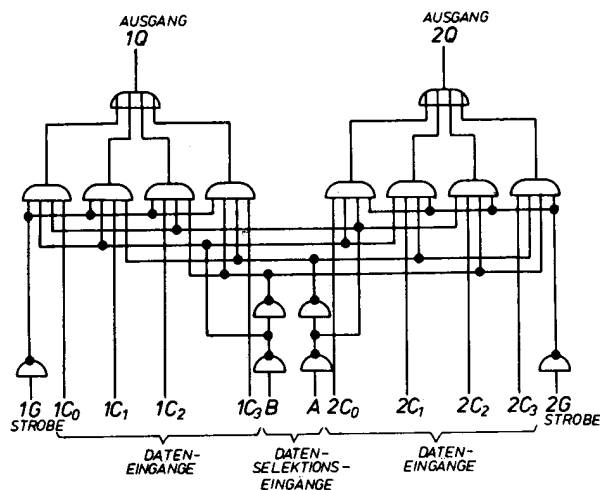 AUSGANG
1Q
AUSGANG
2Q
1G 1C0 1C1 1C2 1C3 B A 2C0 2C1 2C2 2C3 2G
STROBE STROBE
DATEN-
EINGÄNGE
DATEN-
SELEKTIONS-
EINGÄNGE
DATEN-
EINGÄNGE